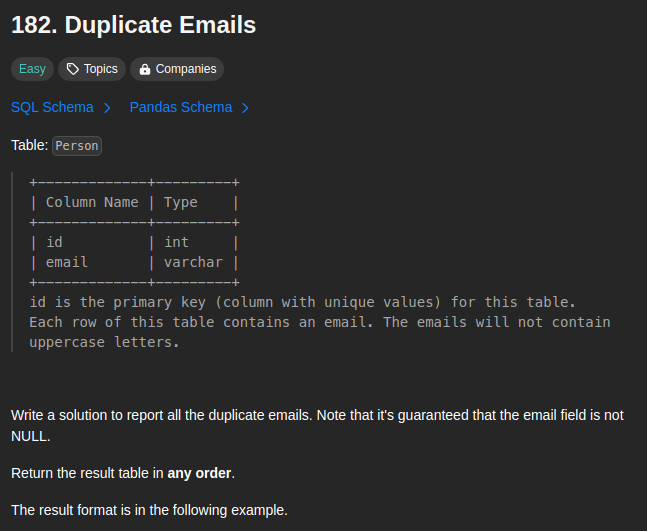 182. Duplicate Emails
Easy Topics Companies
SQL Schema > Pandas Schema >
Table: Person
+-------------+---------+
| Column Name | Type    |
+-------------+---------+
| id          | int     |
| email       | varchar |
+-------------+---------+
id is the primary key (column with unique values) for this table.
Each row of this table contains an email. The emails will not contain
uppercase letters.
Write a solution to report all the duplicate emails. Note that it's guaranteed that the email field is not
NULL.
Return the result table in any order.
The result format is in the following example.